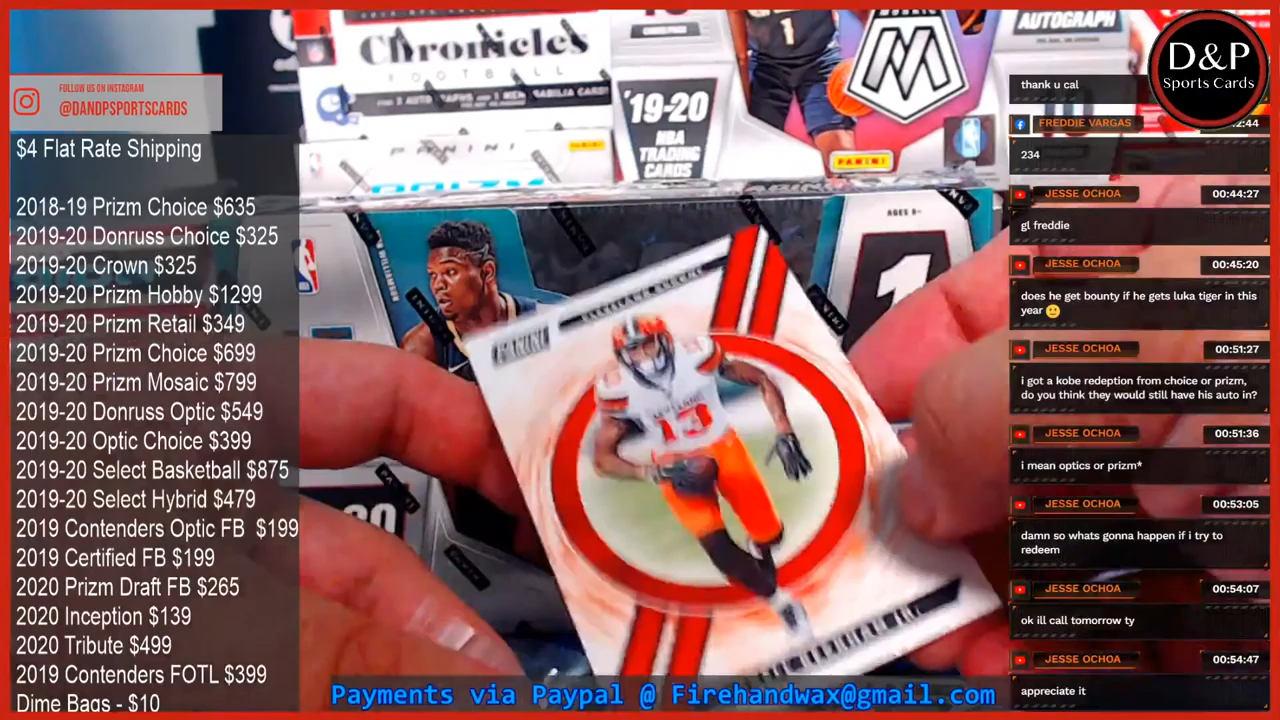 FOLLOW US ON INSTAGRAM
@DANDPSPORTSCARDS
$4 Flat Rate Shipping
2018-19 Prizm Choice $635
2019-20 Donruss Choice $325
2019-20 Crown $325
2019-20 Prizm Hobby $1299
2019-20 Prizm Retail $349
2019-20 Prizm Choice $699
2019-20 Prizm Mosaic $799
2019-20 Donruss Optic $549
2019-20 Optic Choice $399
2019-20 Select Basketball $875
2019-20 Select Hybrid $479
2019 Contenders Optic FB $199
2019 Certified FB $199
2020 Prizm Draft FB $265
2020 Inception $139
2020 Tribute $499
2019 Contenders FOTL $399
Dime Bags - $10
Chronicles
FOOTBALL
PANINI
'19-20
NBA
TRADING
CARDS
PANINI
AUTOGRAPH
AGES 8+
1
WILLIAMSON
PANINI
13
D&P
Sports Cards
thank u cal
FREDDIE VARGAS
234
JESSE OCHOA 00:44:27
gl freddie
JESSE OCHOA 00:45:20
does he get bounty if he gets luka tiger in this
year
JESSE OCHOA 00:51:27
i got a kobe redeption from choice or prizm,
do you think they would still have his auto in?
JESSE OCHOA 00:51:36
i mean optics or prizm*
JESSE OCHOA 00:53:05
damn so whats gonna happen if i try to
redeem
JESSE OCHOA 00:54:07
ok ill call tomorrow ty
JESSE OCHOA 00:54:47
appreciate it
Payments via Paypal @ Firehandwax@gmail.com